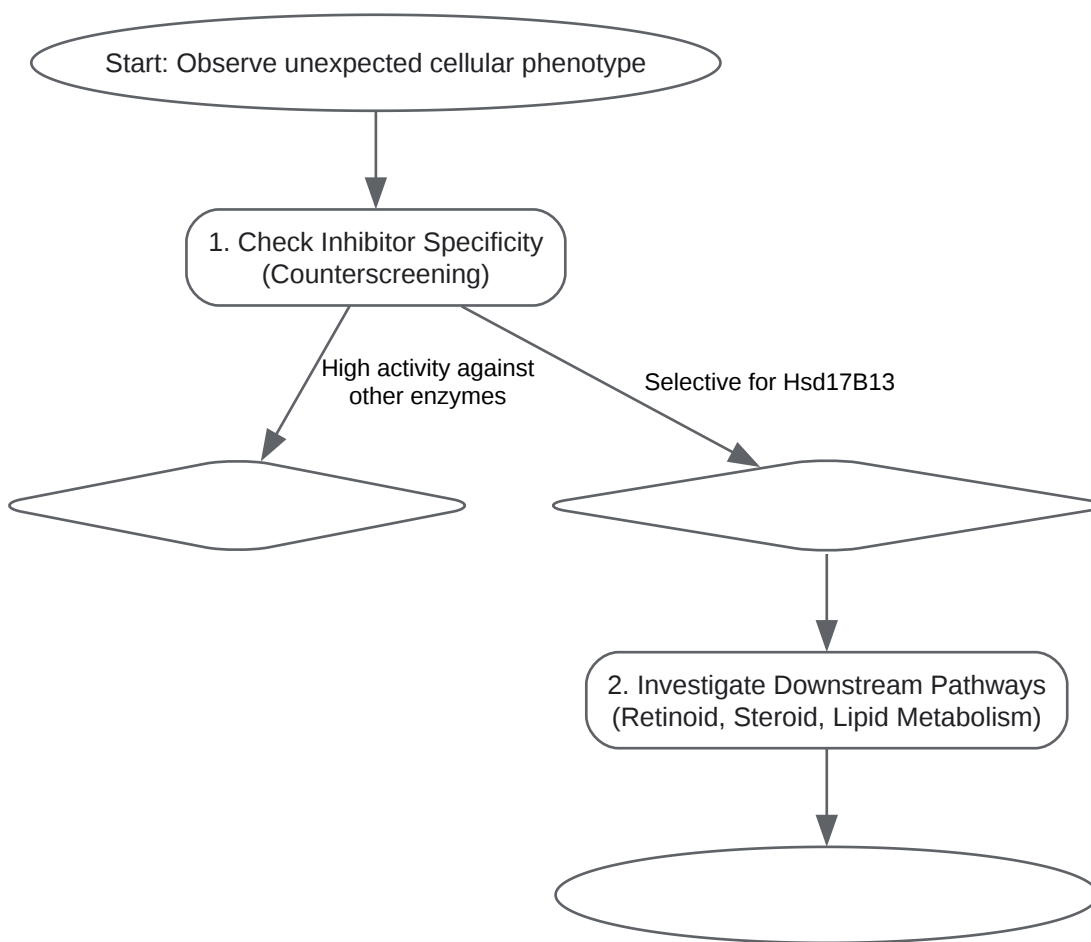 Start: Observe unexpected cellular phenotype
1. Check Inhibitor Specificity
(Counterscreening)
High activity against
other enzymes
Selective for Hsd17B13
2. Investigate Downstream Pathways
(Retinoid, Steroid, Lipid Metabolism)